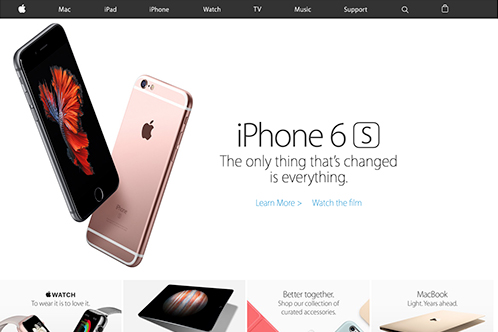 Mac iPad iPhone Watch TV Music Support
iPhone 6 S
The only thing that's changed
is everything.
Learn More > Watch the film
WATCH
To wear it is to love it.
Better together.
Shop our collection of
curated accessories.
MacBook
Light. Years ahead.